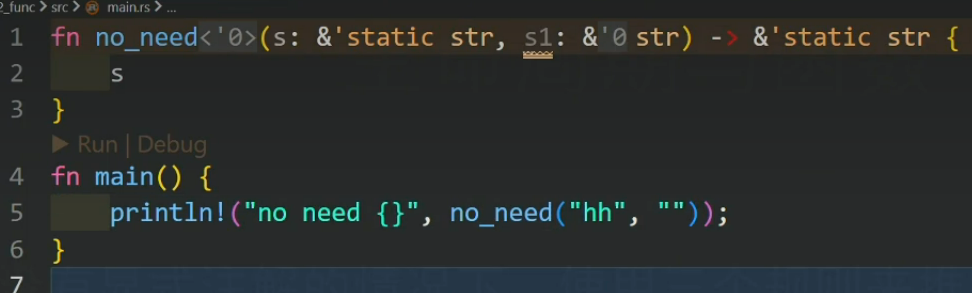 2_func > src > main.rs > ...
1 fn no_need<'0>(s: &'static str, s1: &'0 str) -> &'static str {
2 s
3 }
▶ Run | Debug
4 fn main() {
5 println!("no need {}", no_need("hh", ""));
6 }
7